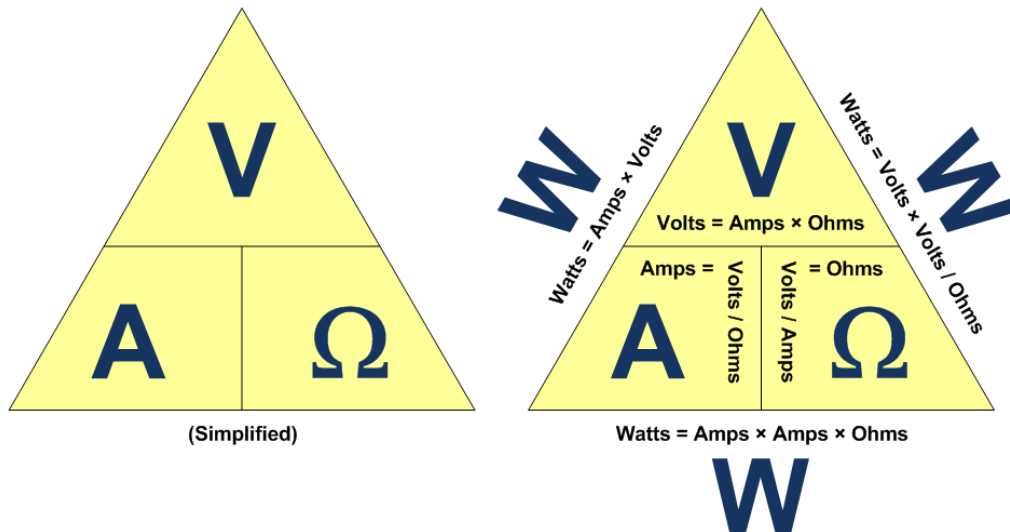 V
A
Ω
(Simplified)
W
Watts = Amps × Volts
V
Volts = Amps × Ohms
W
Watts = Volts × Volts / Ohms
Amps = Volts / Ohms
Volts / Amps = Ohms
A
Ω
Watts = Amps × Amps × Ohms
W